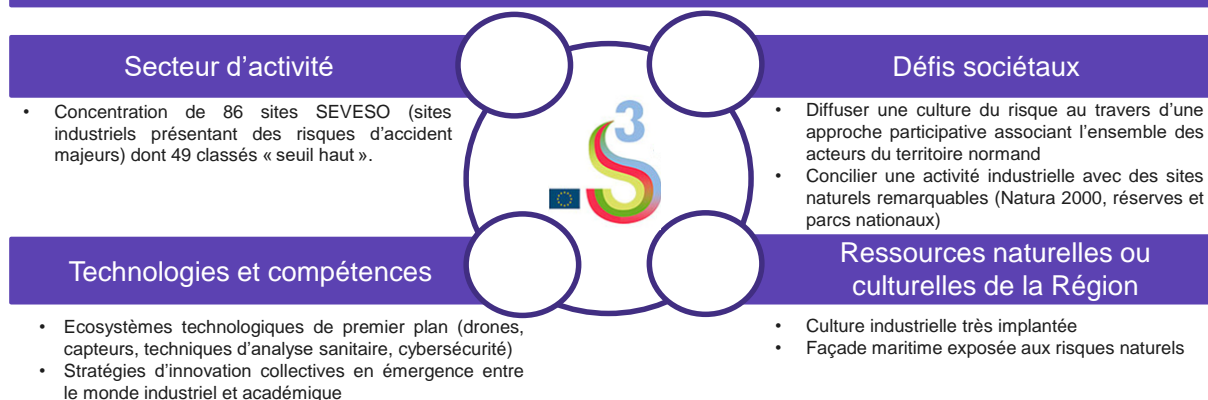 Secteur d'activité
• Concentration de 86 sites SEVESO (sites
industriels présentant des risques d'accident
majeurs) dont 49 classés « seuil haut ».
Défis sociétaux
• Diffuser une culture du risque au travers d'une
approche participative associant l'ensemble des
acteurs du territoire normand
• Concilier une activité industrielle avec des sites
naturels remarquables (Natura 2000, réserves et
parcs nationaux)
S3
Technologies et compétences
• Ecosystèmes technologiques de premier plan (drones,
capteurs, techniques d'analyse sanitaire, cybersécurité)
• Stratégies d'innovation collectives en émergence entre
le monde industriel et académique
Ressources naturelles ou
culturelles de la Région
• Culture industrielle très implantée
• Façade maritime exposée aux risques naturels